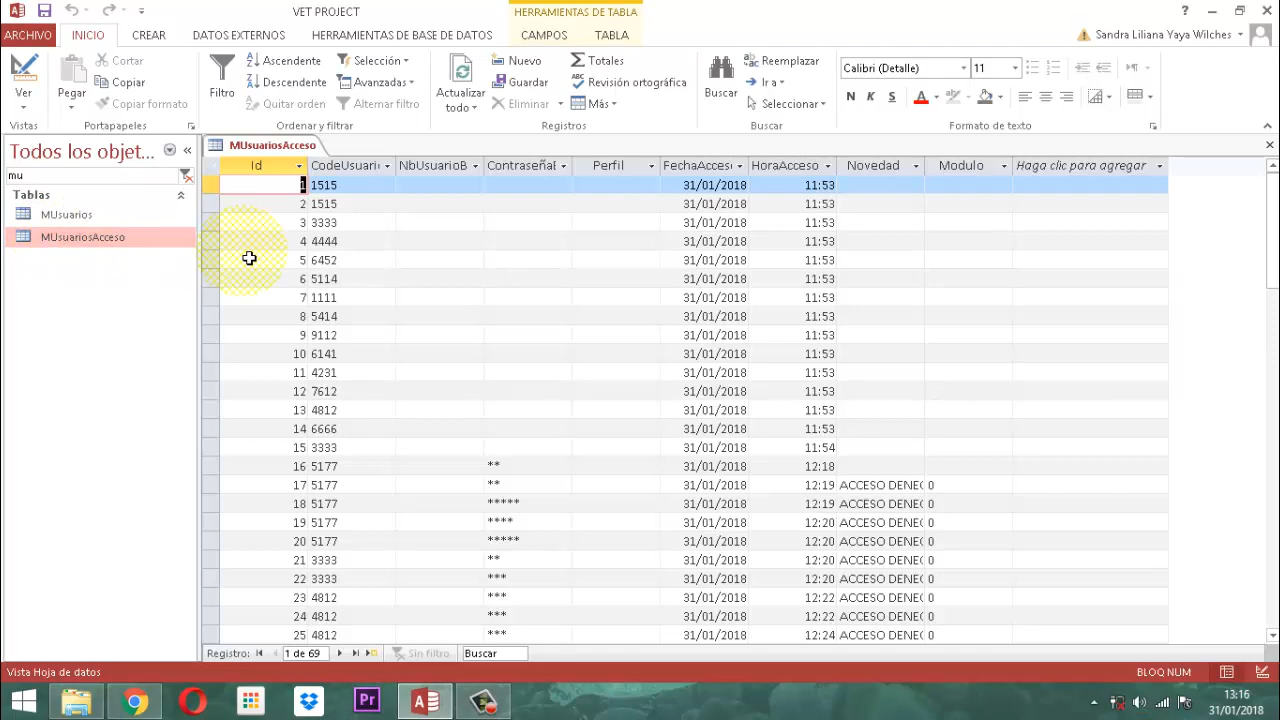 VET PROJECT
HERRAMIENTAS DE TABLA
ARCHIVO INICIO CREAR DATOS EXTERNOS HERRAMIENTAS DE BASE DE DATOS CAMPOS TABLA
Sandra Liliana Yaya Wilches
Ver
Pegar
Cortar
Copiar
Copiar formato
Filtro
Ascendente
Descendente
Quitar orden
Selección
Avanzadas
Alternar filtro
Actualizar
todo
Nuevo
Guardar
Eliminar
Totales
Revisión ortográfica
Más
Buscar
Reemplazar
Ir a
Seleccionar
Calibri (Detalle) 11
N K S
Vistas Portapapeles Ordenar y filtrar Registros Buscar Formato de texto
Todos los objet...
mu
Tablas
MUsuarios
MUsuariosAcceso
MUsuariosAcceso
Id CodeUsuari NbUsuarioB Contraseñal Perfil FechaAcces HoraAcceso Noveded Modulo Haga clic para agregar
1 1515 31/01/2018 11:53
2 1515 31/01/2018 11:53
3 3333 31/01/2018 11:53
4 4444 31/01/2018 11:53
5 6452 31/01/2018 11:53
6 5114 31/01/2018 11:53
7 1111 31/01/2018 11:53
8 5414 31/01/2018 11:53
9 9112 31/01/2018 11:53
10 6141 31/01/2018 11:53
11 4231 31/01/2018 11:53
12 7612 31/01/2018 11:53
13 4812 31/01/2018 11:53
14 6666 31/01/2018 11:53
15 3333 31/01/2018 11:54
16 5177 ** 31/01/2018 12:18
17 5177 ** 31/01/2018 12:19 ACCESO DENEC 0
18 5177 ***** 31/01/2018 12:19 ACCESO DENEC 0
19 5177 **** 31/01/2018 12:20 ACCESO DENEC 0
20 5177 ***** 31/01/2018 12:20 ACCESO DENEC 0
21 3333 ** 31/01/2018 12:20 ACCESO DENEC 0
22 3333 *** 31/01/2018 12:20 ACCESO DENEC 0
23 4812 *** 31/01/2018 12:22 ACCESO DENEC 0
24 4812 *** 31/01/2018 12:22 ACCESO DENEC 0
25 4812 *** 31/01/2018 12:24 ACCESO DENEC 0
Registro: 1 de 69 Sin filtro Buscar
Vista Hoja de datos BLOQ NUM
Pr
13:16
31/01/2018